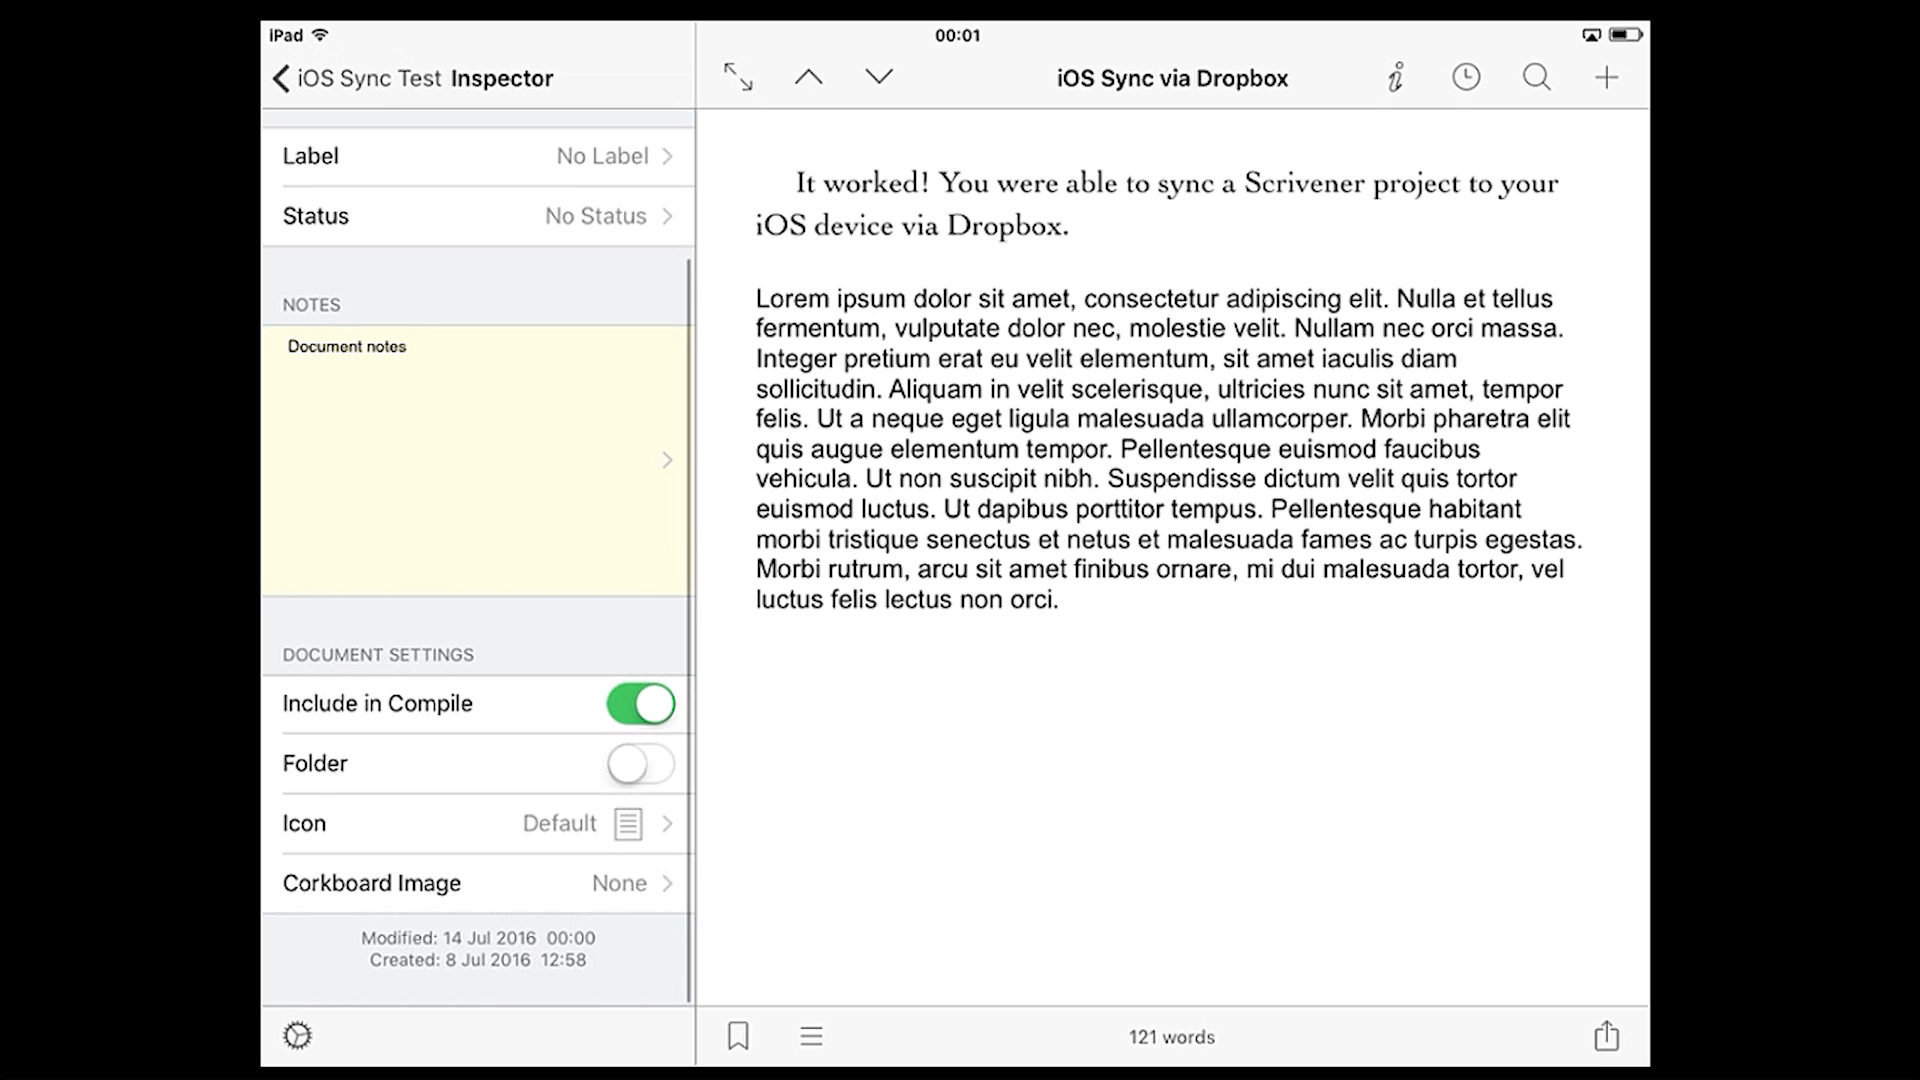 iPad 00:01
iOS Sync Test Inspector
iOS Sync via Dropbox
Label No Label
Status No Status
NOTES
Document notes
DOCUMENT SETTINGS
Include in Compile
Folder
Icon Default
Corkboard Image None
Modified: 14 Jul 2016 00:00
Created: 8 Jul 2016 12:58
It worked! You were able to sync a Scrivener project to your
iOS device via Dropbox.
Lorem ipsum dolor sit amet, consectetur adipiscing elit. Nulla et tellus
fermentum, vulputate dolor nec, molestie velit. Nullam nec orci massa.
Integer pretium erat eu velit elementum, sit amet iaculis diam
sollicitudin. Aliquam in velit scelerisque, ultricies nunc sit amet, tempor
felis. Ut a neque eget ligula malesuada ullamcorper. Morbi pharetra elit
quis augue elementum tempor. Pellentesque euismod faucibus
vehicula. Ut non suscipit nibh. Suspendisse dictum velit quis tortor
euismod luctus. Ut dapibus porttitor tempus. Pellentesque habitant
morbi tristique senectus et netus et malesuada fames ac turpis egestas.
Morbi rutrum, arcu sit amet finibus ornare, mi dui malesuada tortor, vel
luctus felis lectus non orci.
121 words